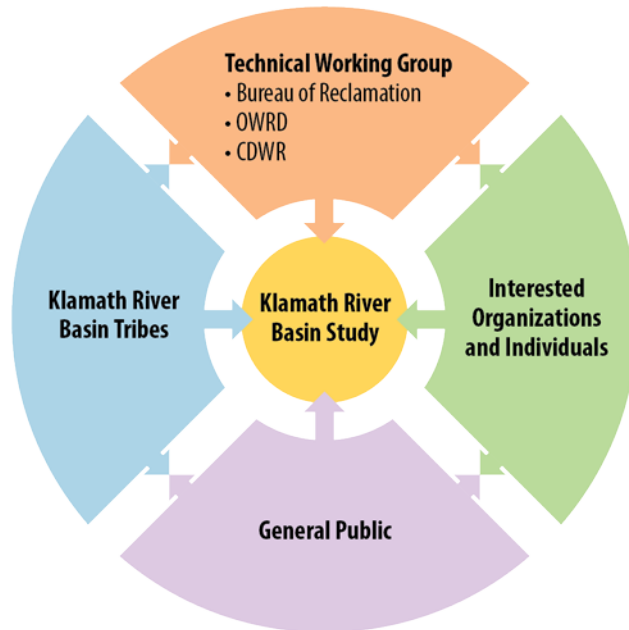 Technical Working Group
• Bureau of Reclamation
• OWRD
• CDWR
Klamath River
Basin Tribes
Klamath River
Basin Study
Interested
Organizations
and Individuals
General Public